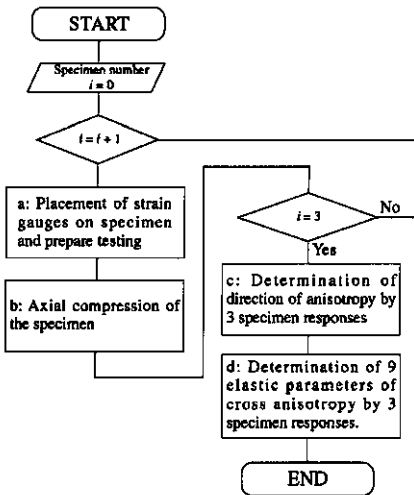 START
Specimen number
i = 0
i = i + 1
a: Placement of strain
gauges on specimen
and prepare testing
b: Axial compression of
the specimen
i = 3
No
Yes
c: Determination of
direction of anisotropy by
3 specimen responses
d: Determination of 9
elastic parameters of
cross anisotropy by 3
specimen responses.
END